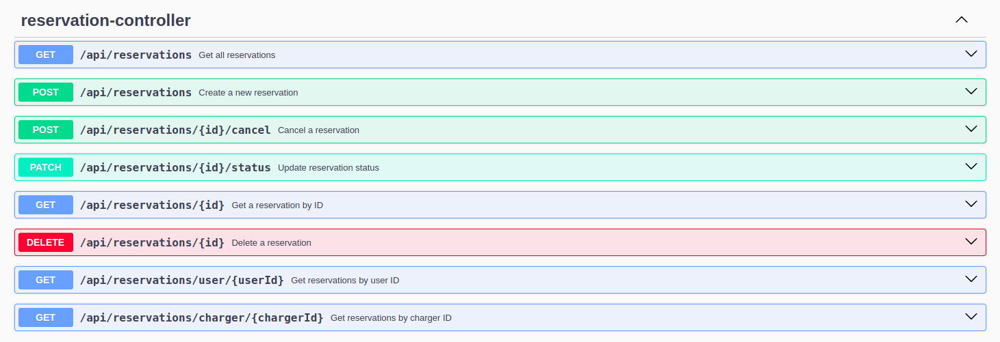 reservation-controller
GET /api/reservations Get all reservations
POST /api/reservations Create a new reservation
POST /api/reservations/{id}/cancel Cancel a reservation
PATCH /api/reservations/{id}/status Update reservation status
GET /api/reservations/{id} Get a reservation by ID
DELETE /api/reservations/{id} Delete a reservation
GET /api/reservations/user/{userId} Get reservations by user ID
GET /api/reservations/charger/{chargerId} Get reservations by charger ID